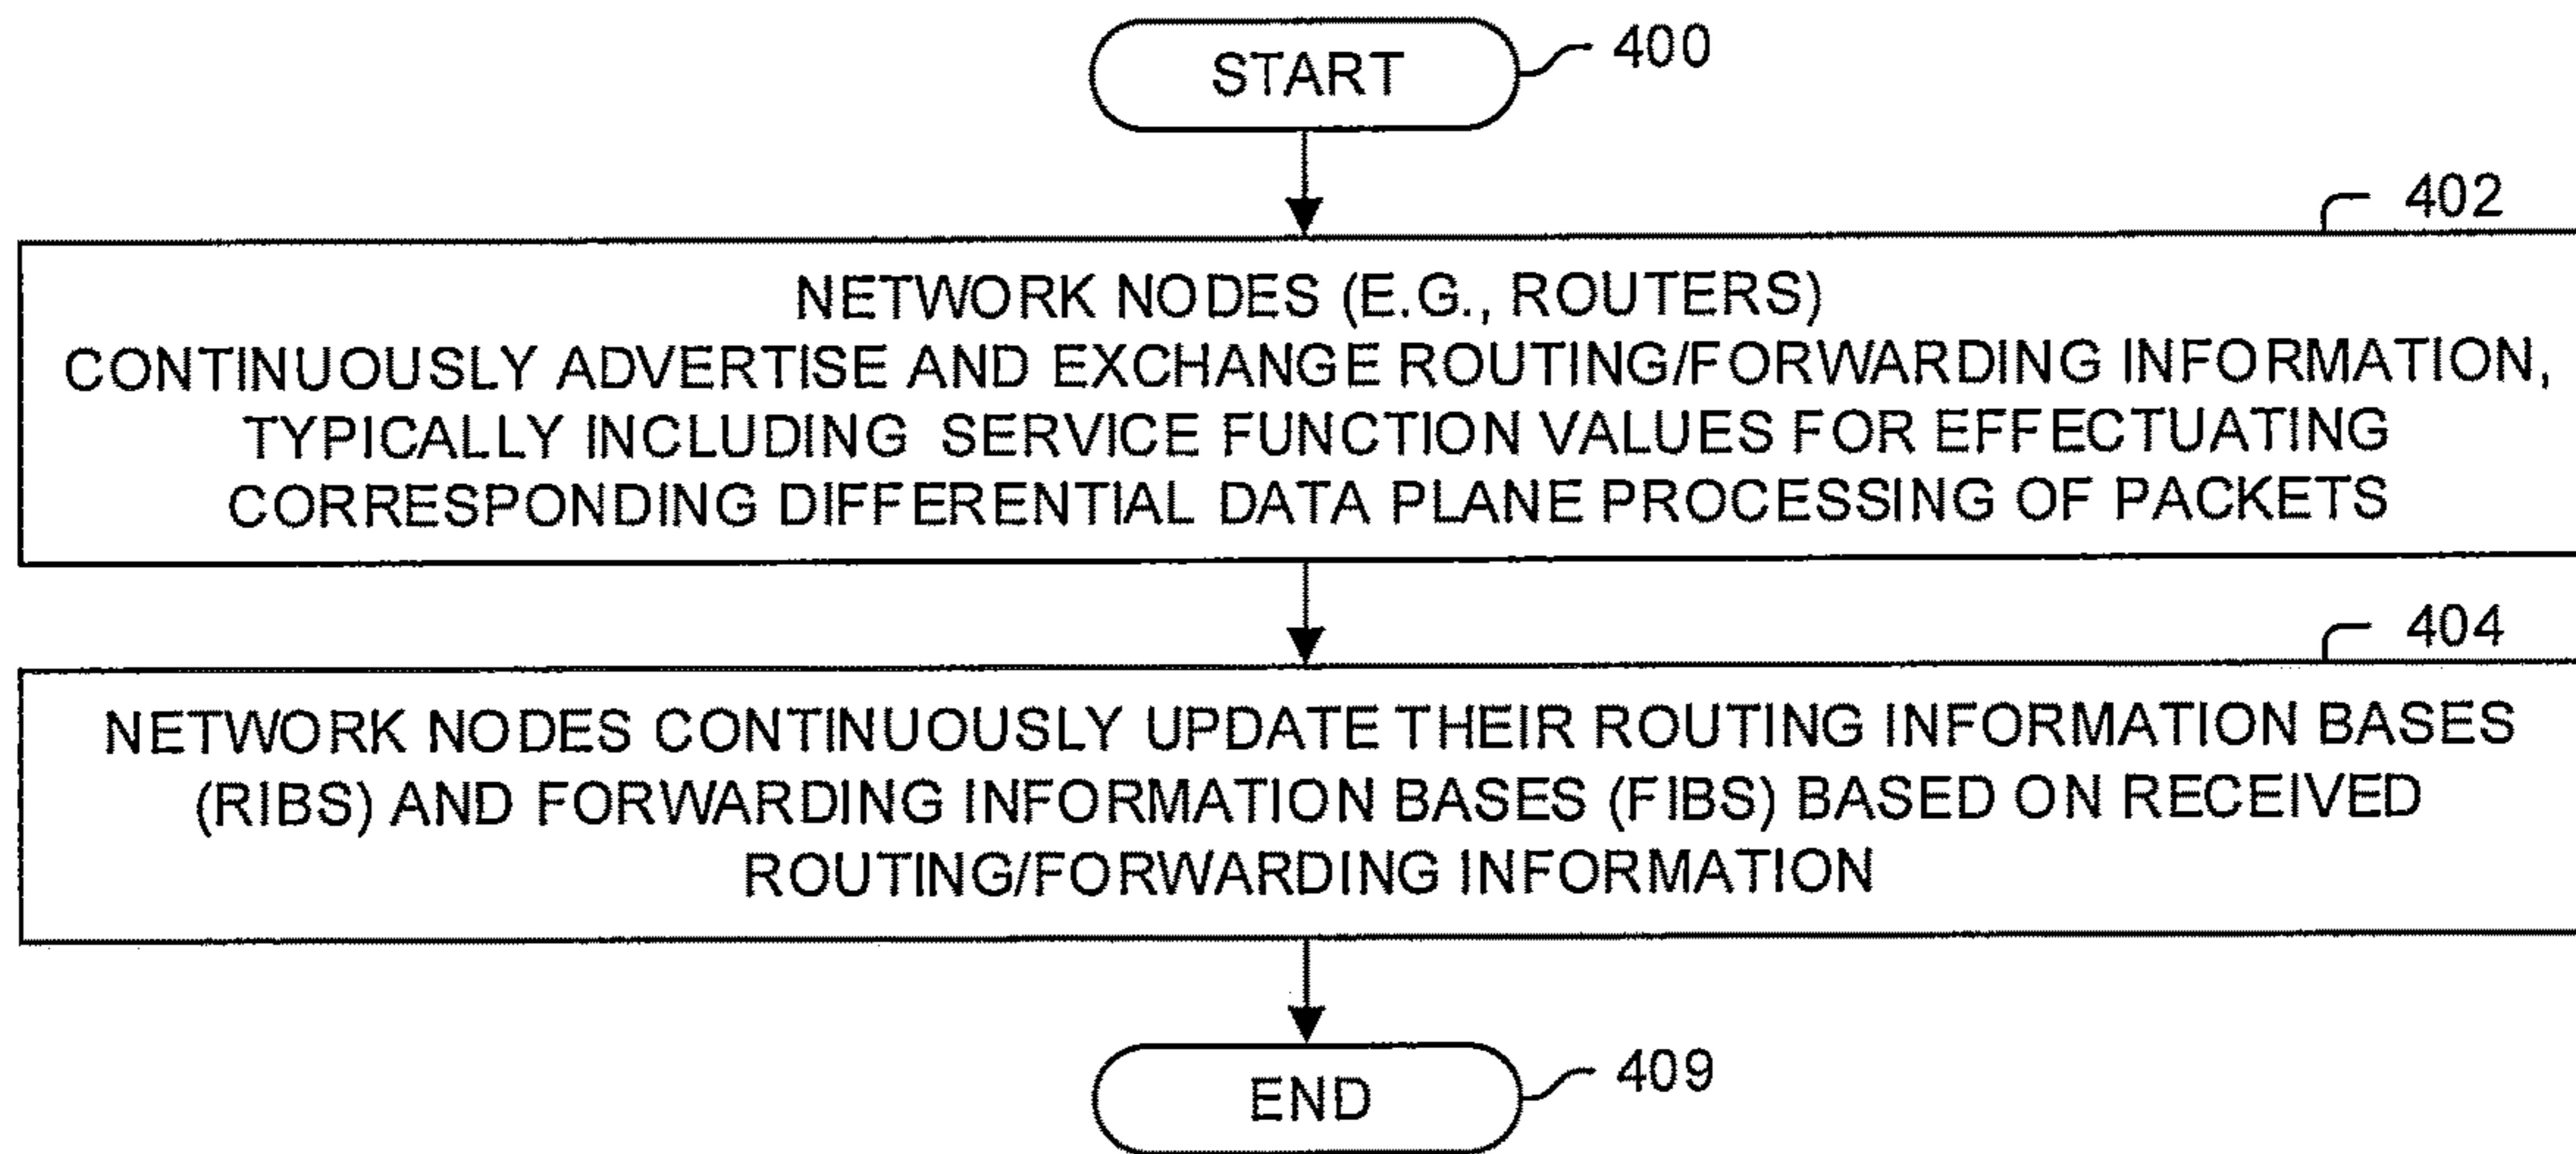 START
400
402
NETWORK NODES (E.G., ROUTERS)
CONTINUOUSLY ADVERTISE AND EXCHANGE ROUTING/FORWARDING INFORMATION,
TYPICALLY INCLUDING SERVICE FUNCTION VALUES FOR EFFECTUATING
CORRESPONDING DIFFERENTIAL DATA PLANE PROCESSING OF PACKETS
404
NETWORK NODES CONTINUOUSLY UPDATE THEIR ROUTING INFORMATION BASES
(RIBS) AND FORWARDING INFORMATION BASES (FIBS) BASED ON RECEIVED
ROUTING/FORWARDING INFORMATION
END
409